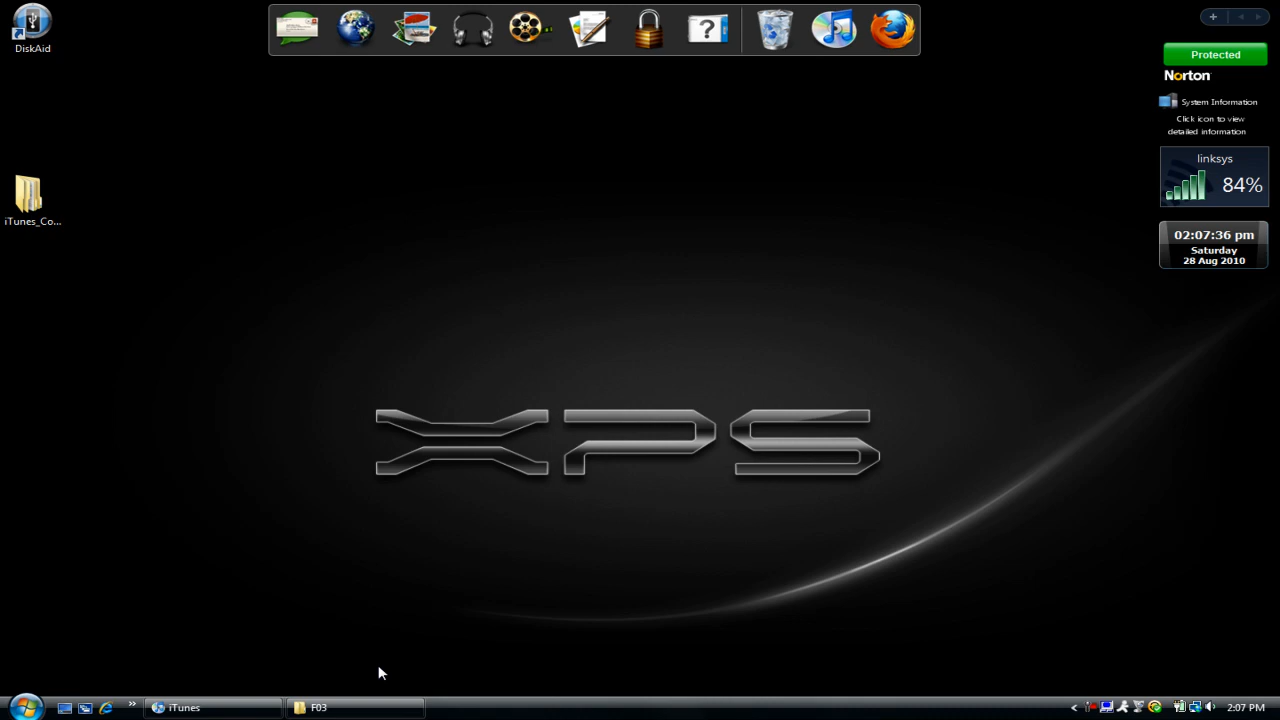 DiskAid
iTunes_Co...
?
Protected
Norton
System Information
Click icon to view
detailed information
linksys
84%
02:07:36 pm
Saturday
28 Aug 2010
XPS
iTunes
F03
2:07 PM